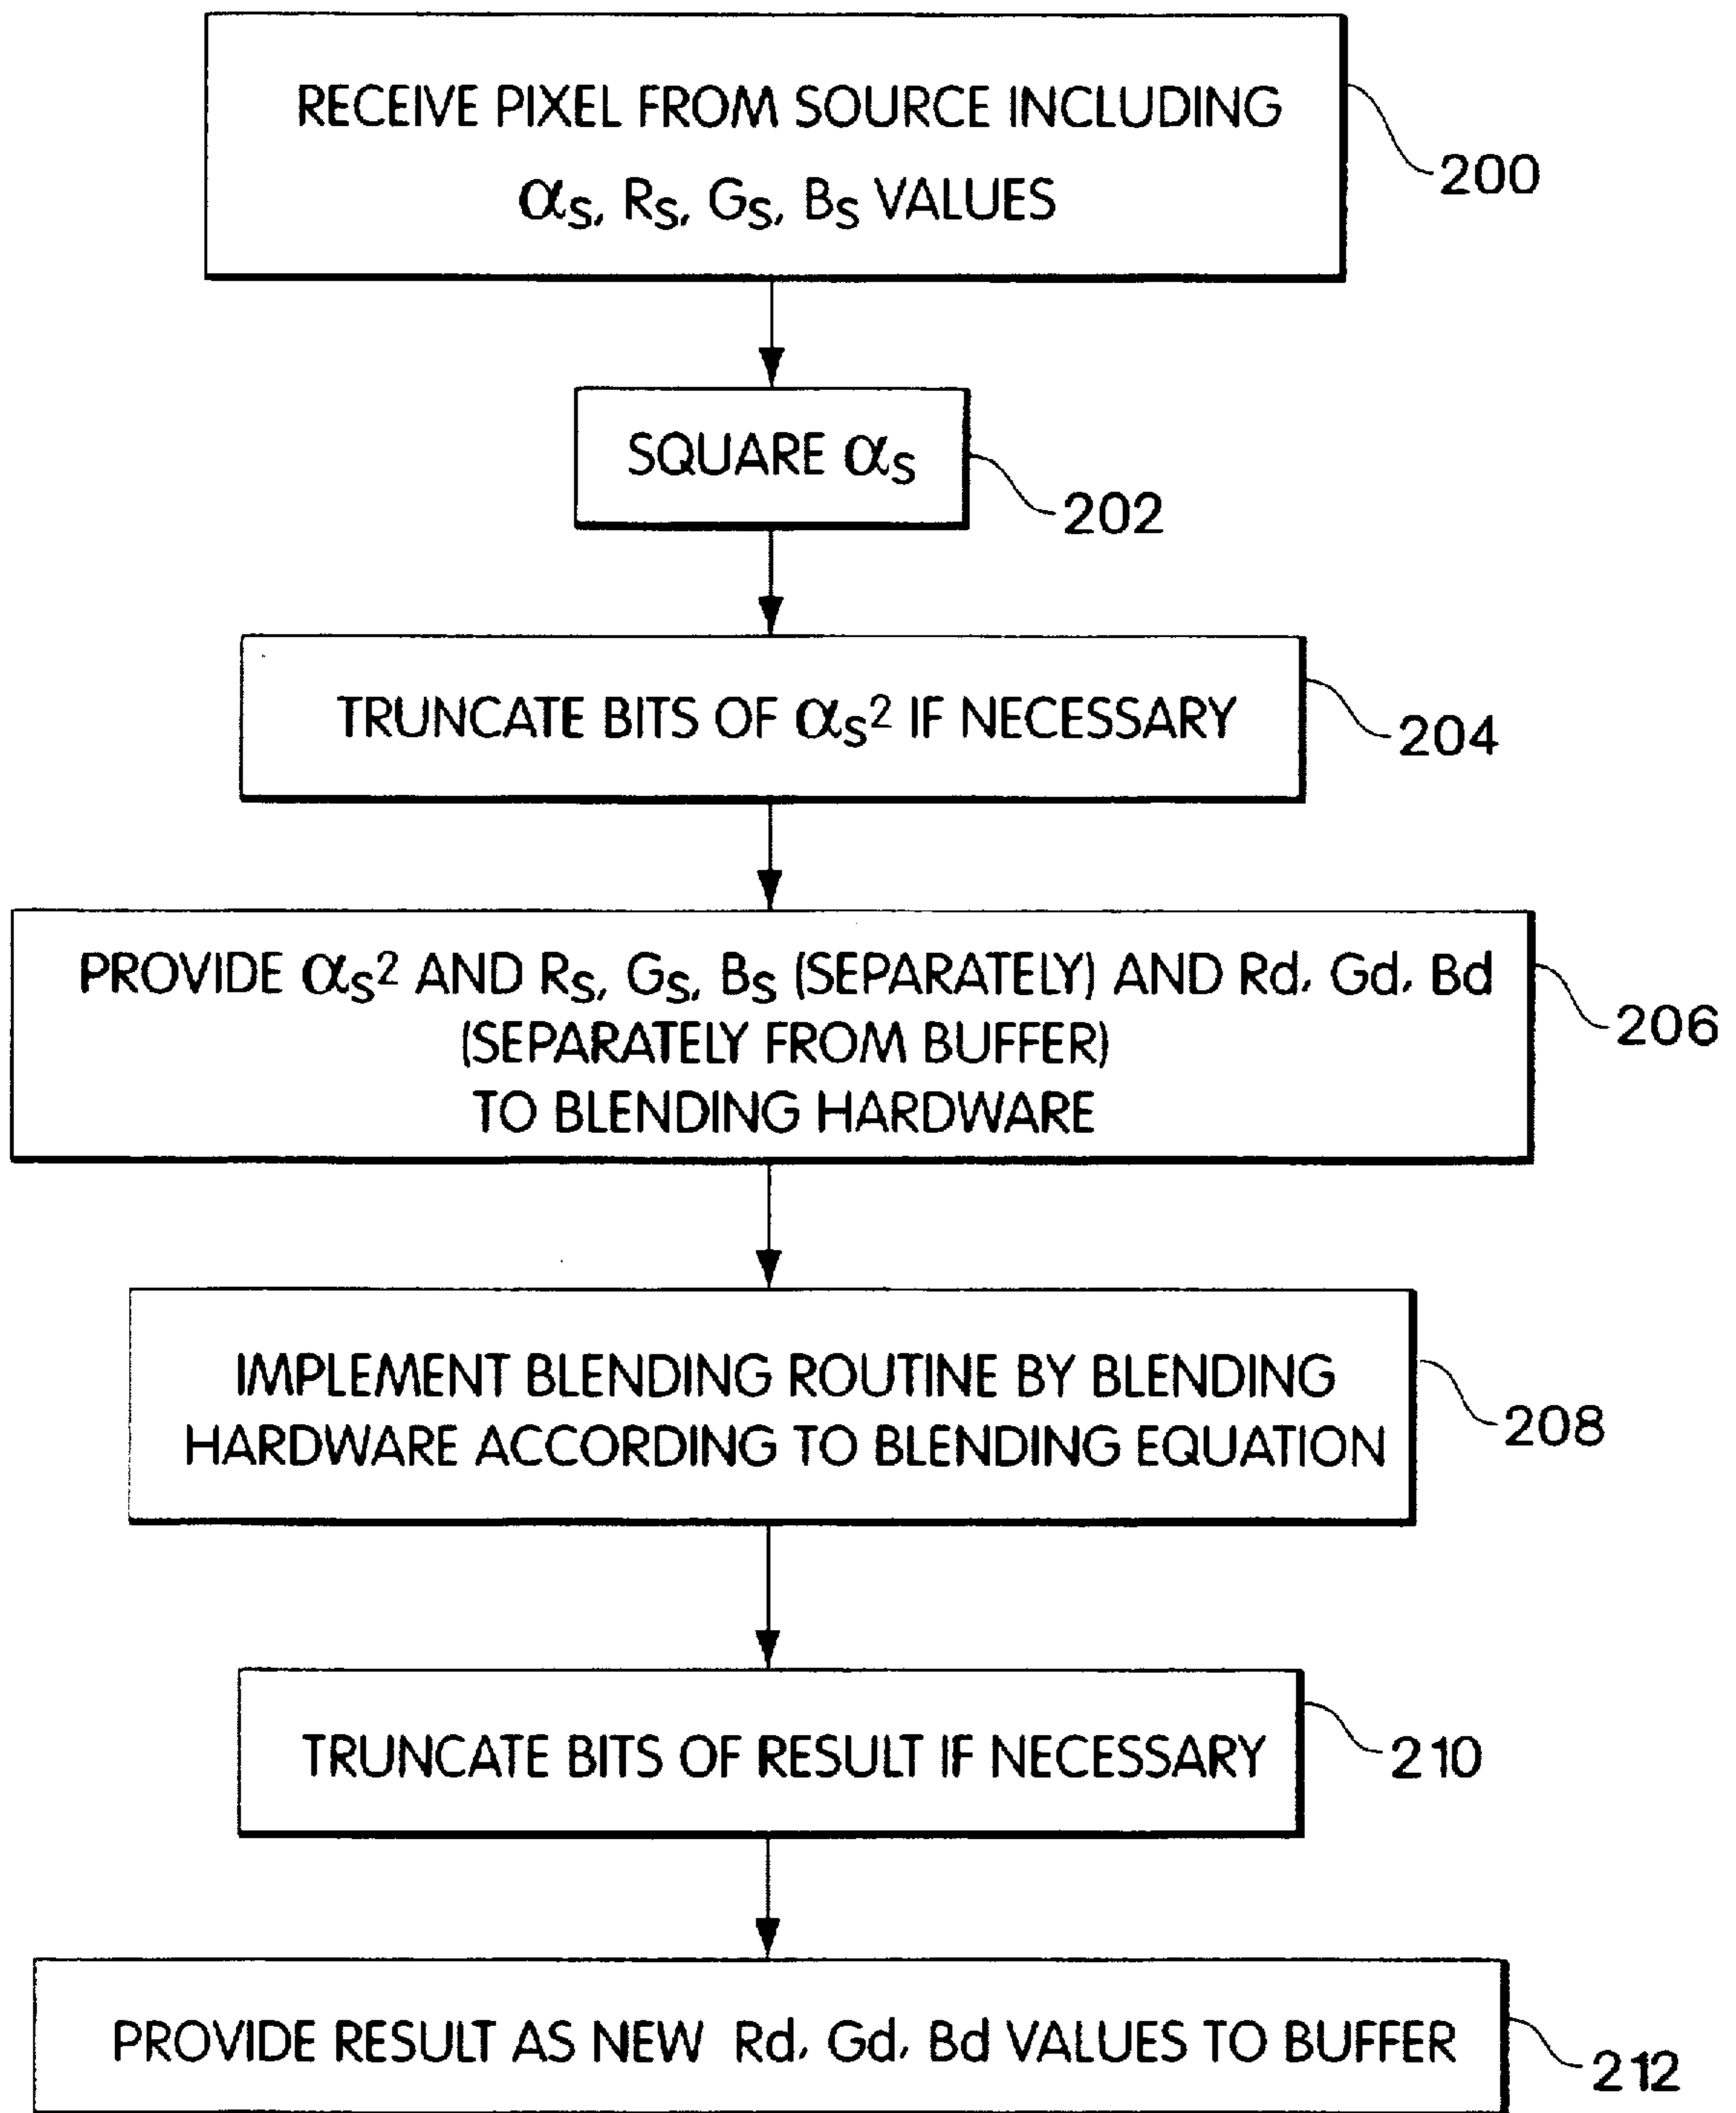 RECEIVE PIXEL FROM SOURCE INCLUDING
αs, Rs, Gs, Bs VALUES
200
SQUARE αs
202
TRUNCATE BITS OF αs² IF NECESSARY
204
PROVIDE αs² AND Rs, Gs, Bs (SEPARATELY) AND Rd, Gd, Bd
(SEPARATELY FROM BUFFER)
TO BLENDING HARDWARE
206
IMPLEMENT BLENDING ROUTINE BY BLENDING
HARDWARE ACCORDING TO BLENDING EQUATION
208
TRUNCATE BITS OF RESULT IF NECESSARY
210
PROVIDE RESULT AS NEW Rd, Gd, Bd VALUES TO BUFFER
212